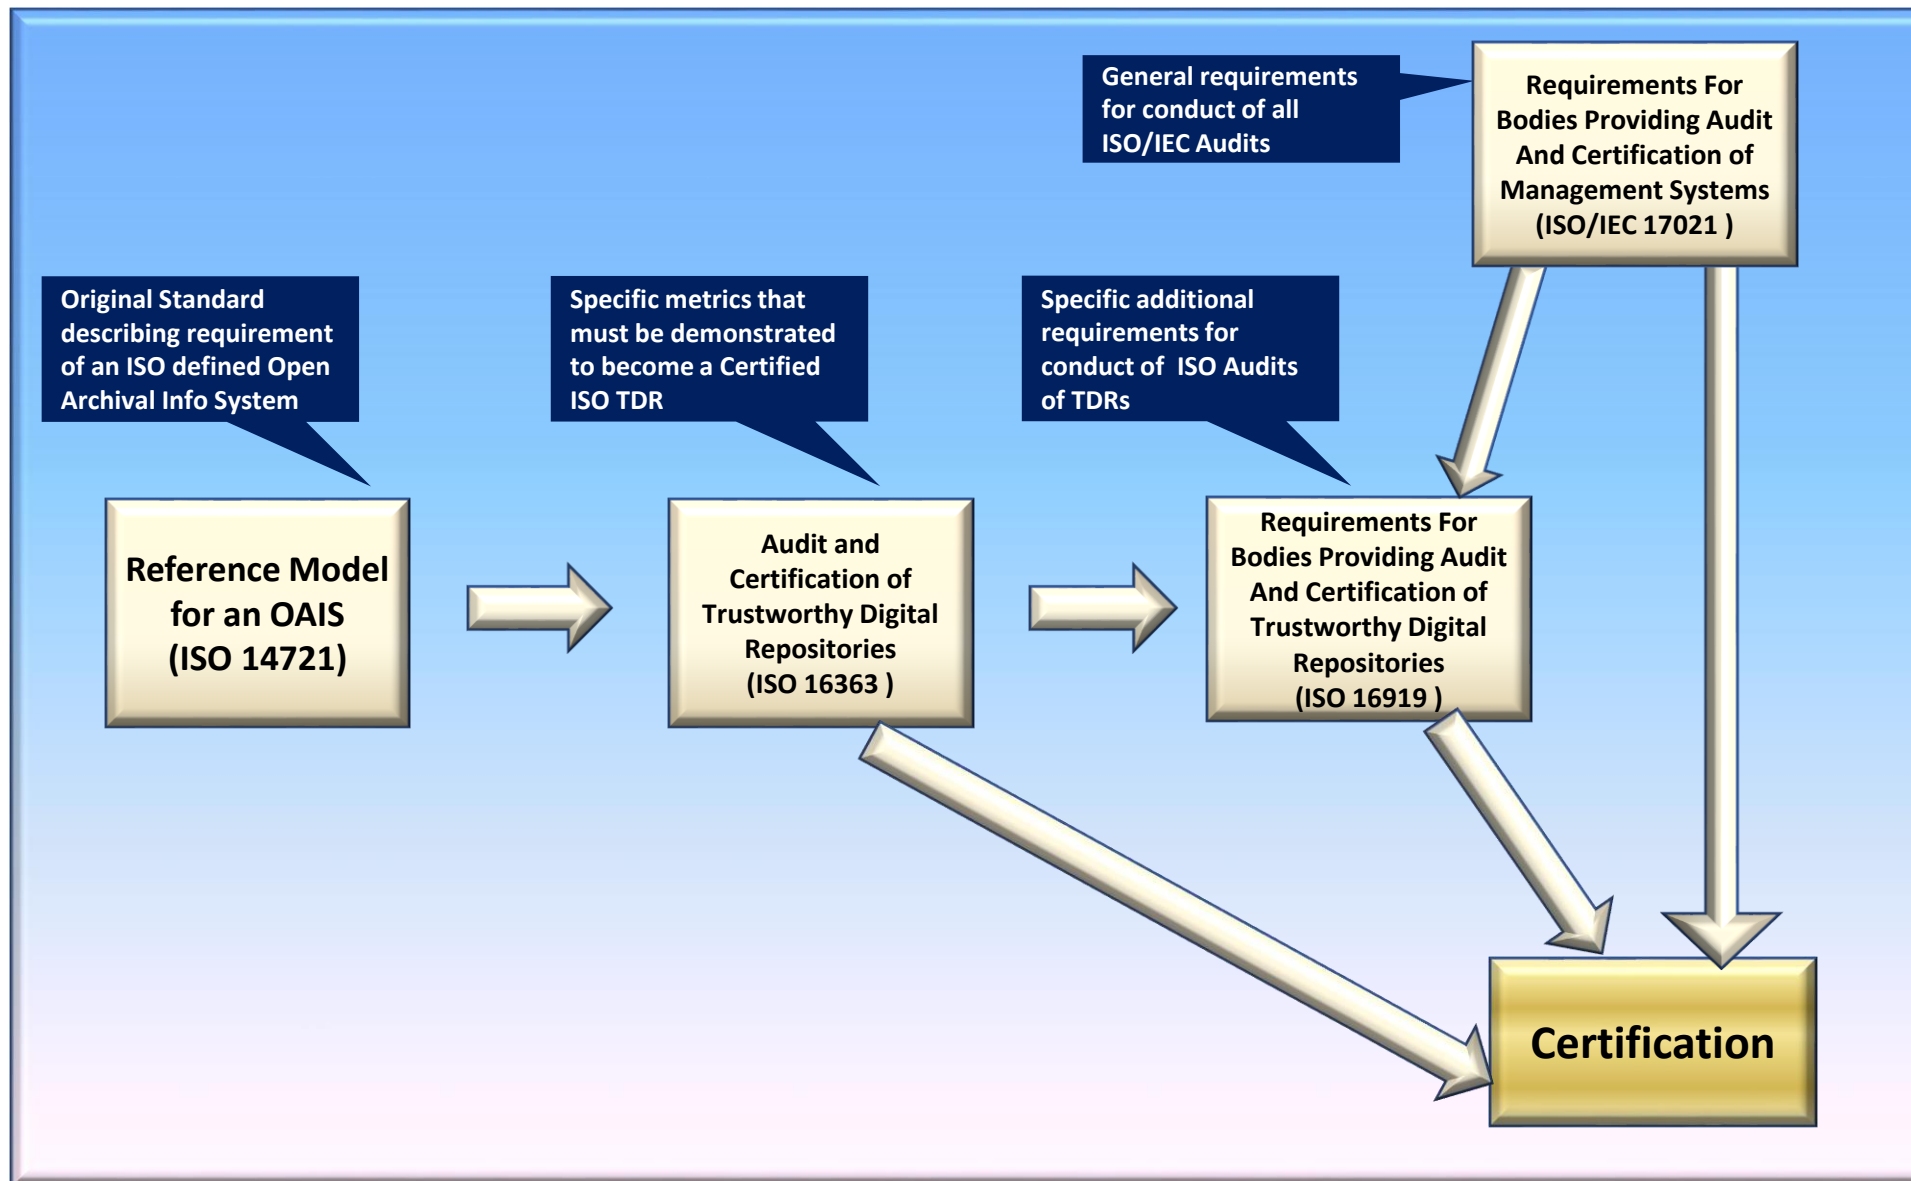 General requirements
for conduct of all
ISO/IEC Audits
Requirements For
Bodies Providing Audit
And Certification of
Management Systems
(ISO/IEC 17021 )
Original Standard
describing requirement
of an ISO defined Open
Archival Info System
Specific metrics that
must be demonstrated
to become a Certified
ISO TDR
Specific additional
requirements for
conduct of  ISO Audits
of TDRs
Reference Model
for an OAIS
(ISO 14721)
Audit and
Certification of
Trustworthy Digital
Repositories
(ISO 16363 )
Requirements For
Bodies Providing Audit
And Certification of
Trustworthy Digital
Repositories
(ISO 16919 )
Certification